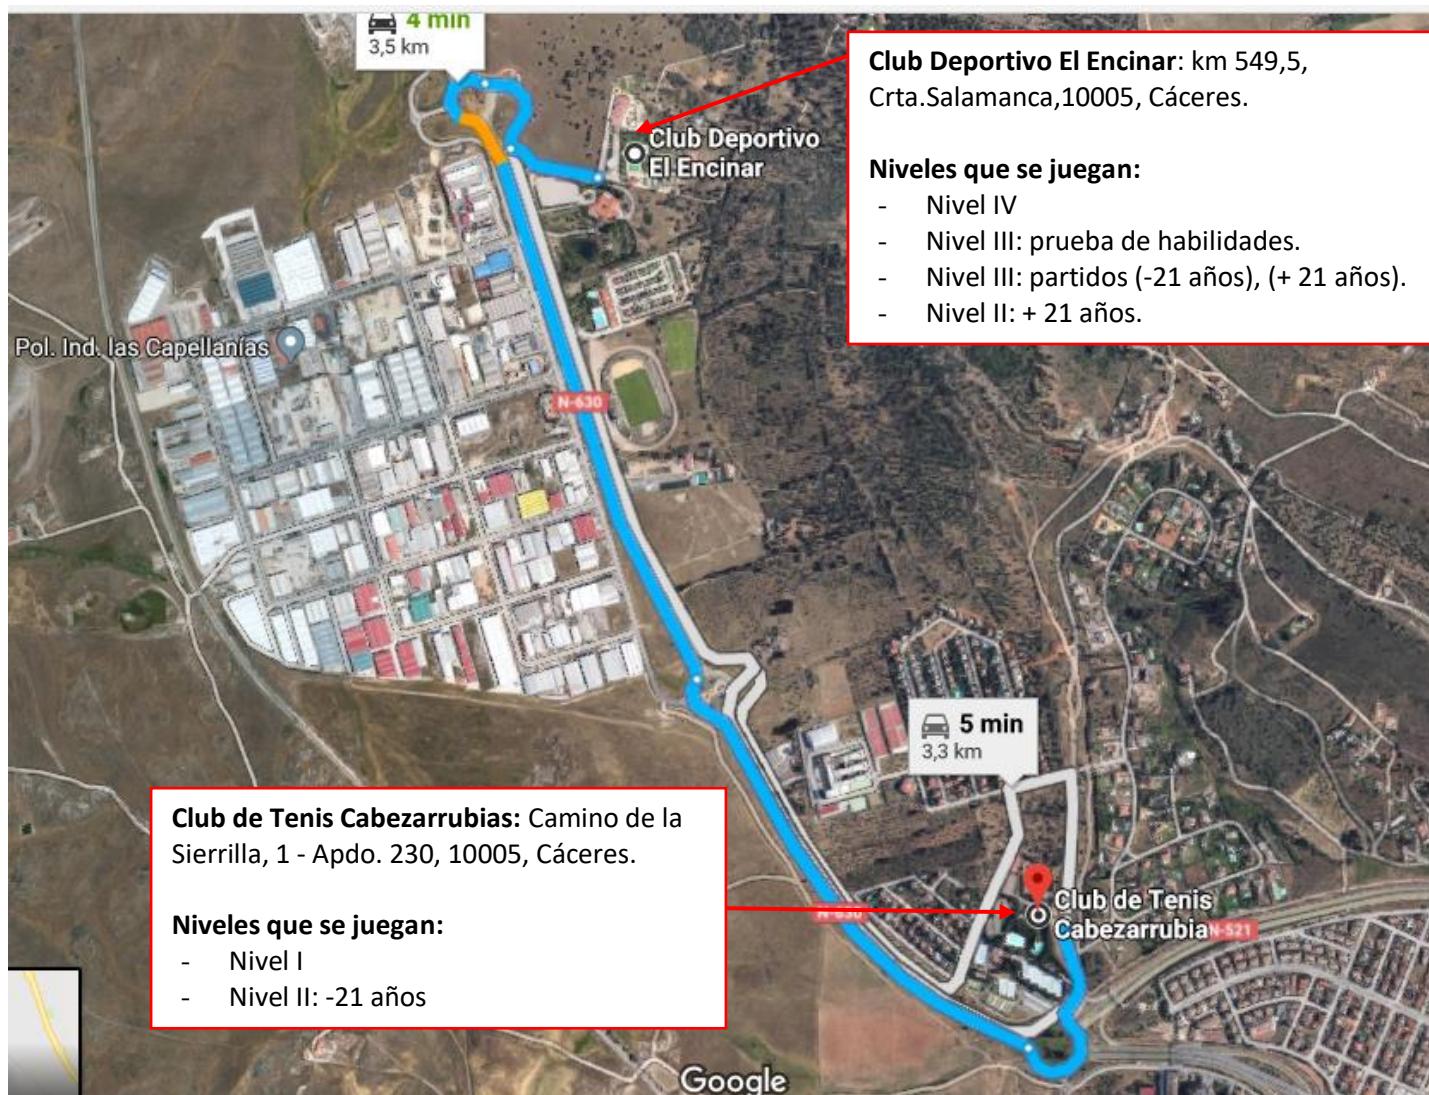 4 min
3,5 km
Club Deportivo El Encinar: km 549,5,
Crta.Salamanca,10005, Cáceres.
Niveles que se juegan:
- Nivel IV
- Nivel III: prueba de habilidades.
- Nivel III: partidos (-21 años), (+ 21 años).
- Nivel II: + 21 años.
Club Deportivo
El Encinar
Pol. Ind. las Capellanías
N-630
5 min
3,3 km
Club de Tenis Cabezarrubias: Camino de la
Sierrilla, 1 - Apdo. 230, 10005, Cáceres.
Niveles que se juegan:
- Nivel I
- Nivel II: -21 años
N-630
Club de Tenis
Cabezarrubia
N-521
Google